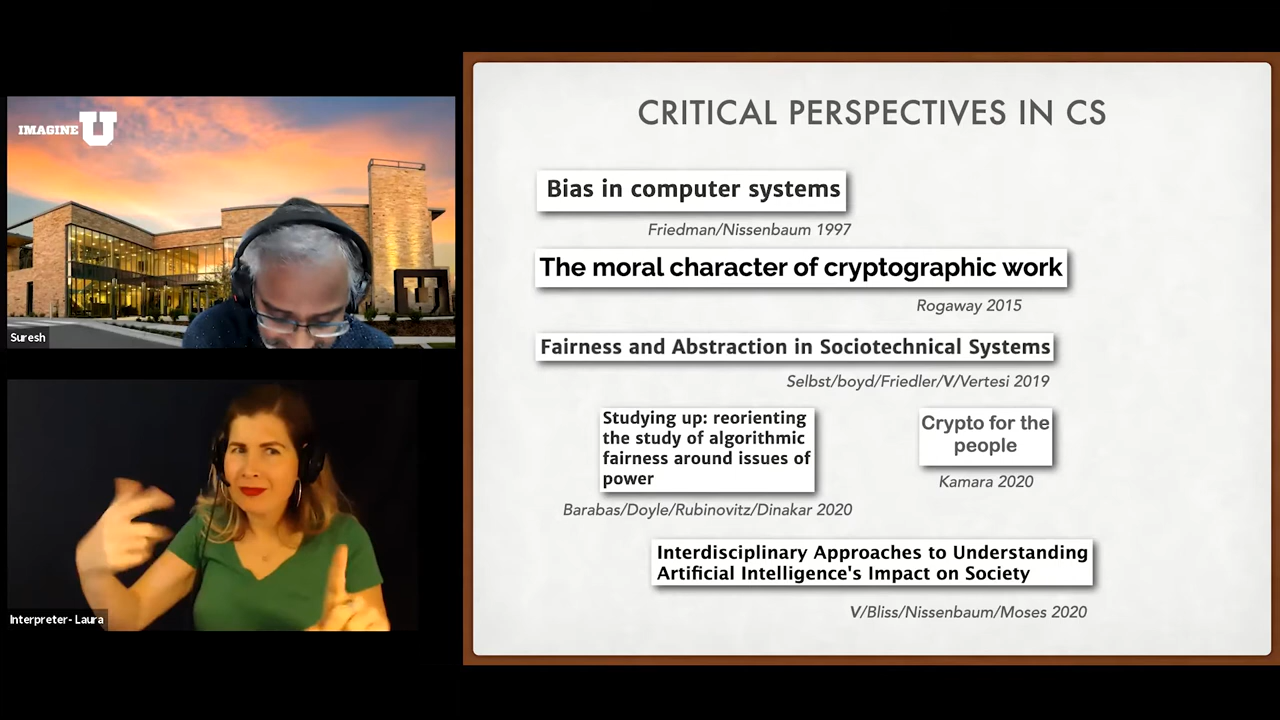 IMAGINE U
U
Suresh
Interpreter- Laura
CRITICAL PERSPECTIVES IN CS
Bias in computer systems
Friedman/Nissenbaum 1997
The moral character of cryptographic work
Rogaway 2015
Fairness and Abstraction in Sociotechnical Systems
Selbst/boyd/Friedler/V/Vertesi 2019
Studying up: reorienting
the study of algorithmic
fairness around issues of
power
Barabas/Doyle/Rubinovitz/Dinakar 2020
Crypto for the
people
Kamara 2020
Interdisciplinary Approaches to Understanding
Artificial Intelligence's Impact on Society
V/Bliss/Nissenbaum/Moses 2020